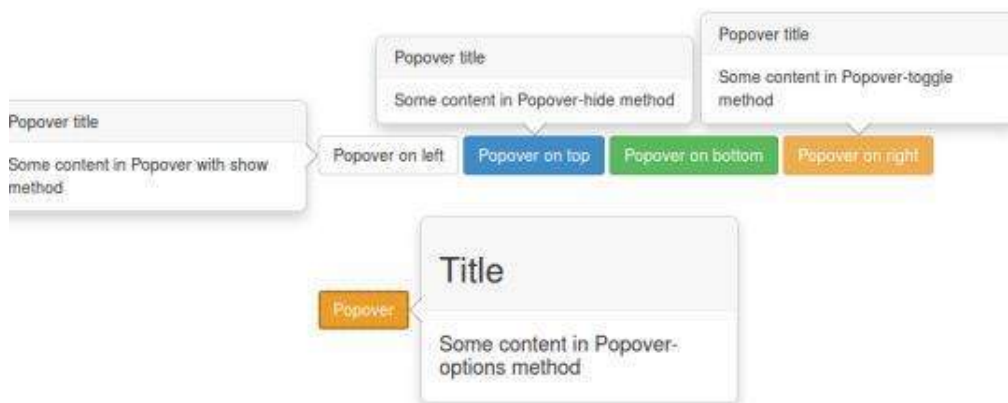 Popover title
Some content in Popover with show
method
Popover title
Some content in Popover-hide method
Popover title
Some content in Popover-toggle
method
Popover on left
Popover on top
Popover on bottom
Popover on right
Popover
Title
Some content in Popover-
options method